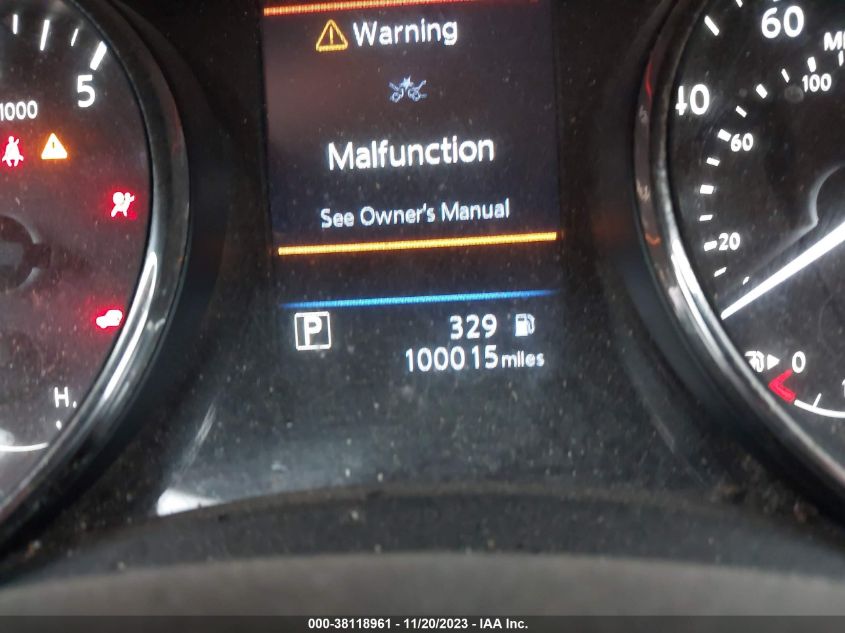 60
Warning
5
100
1000
40
60
Malfunction
See Owner's Manual
20
P 329
100015 miles
0
H
000-38118961 - 11/20/2023 - IAA Inc.